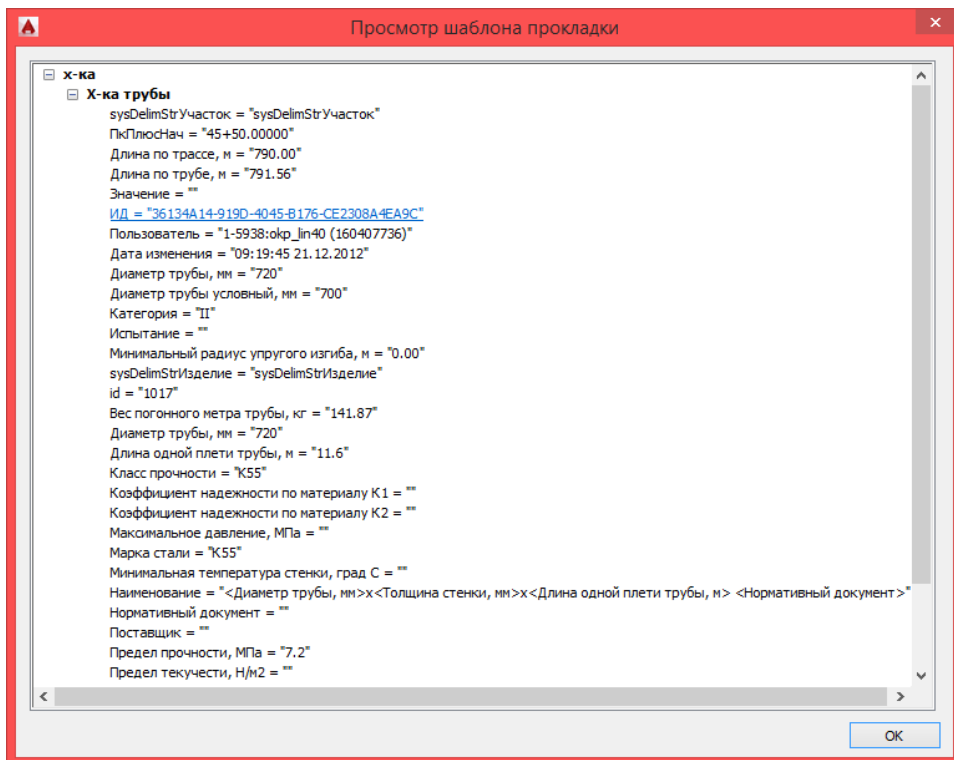 Просмотр шаблона прокладки
х-ка
Х-ка трубы
sysDelimStrУчасток = "sysDelimStrУчасток"
ПкПлюсНач = "45+50.00000"
Длина по трассе, м = "790.00"
Длина по трубе, м = "791.56"
Значение = ""
ИД = "36134A14-919D-4045-B176-CE2308A4EA9C"
Пользователь = "1-5938:okp_lin40 (160407736)"
Дата изменения = "09:19:45 21.12.2012"
Диаметр трубы, мм = "720"
Диаметр трубы условный, мм = "700"
Категория = "II"
Испытание = ""
Минимальный радиус упругого изгиба, м = "0.00"
sysDelimStrИзделие = "sysDelimStrИзделие"
id = "1017"
Вес погонного метра трубы, кг = "141.87"
Диаметр трубы, мм = "720"
Длина одной плети трубы, м = "11.6"
Класс прочности = "К55"
Коэффициент надежности по материалу К1 = ""
Коэффициент надежности по материалу К2 = ""
Максимальное давление, МПа = ""
Марка стали = "К55"
Минимальная температура стенки, град С = ""
Наименование = "<Диаметр трубы, мм>x<Толщина стенки, мм>x<Длина одной плети трубы, м> <Нормативный документ>"
Нормативный документ = ""
Поставщик = ""
Предел прочности, МПа = "7.2"
Предел текучести, Н/м2 = ""
ОК